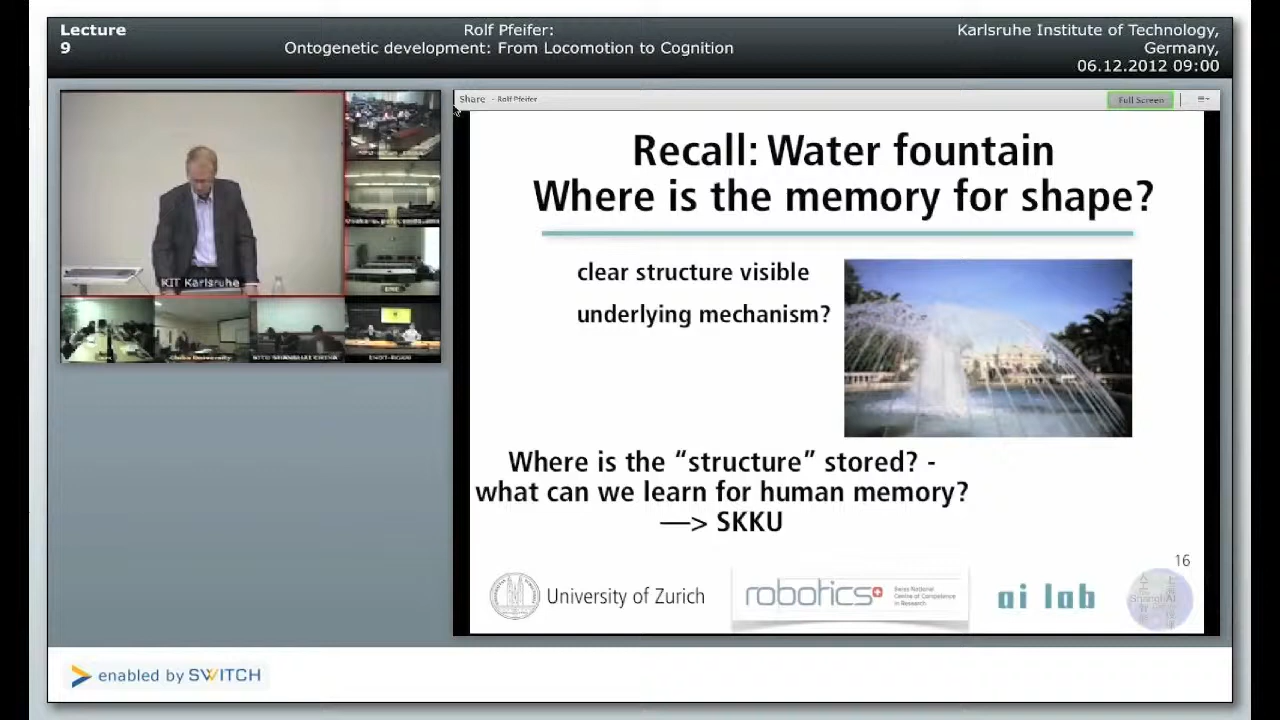 Lecture
9
Rolf Pfeifer:
Ontogenetic development: From Locomotion to Cognition
Karlsruhe Institute of Technology,
Germany,
06.12.2012 09:00
Share - Rolf Pfeifer
Full Screen
KIT Karlsruhe
Chiba University
Recall: Water fountain
Where is the memory for shape?
clear structure visible
underlying mechanism?
Where is the “structure” stored? -
what can we learn for human memory?
—> SKKU
16
University of Zurich
robotics+
Swiss National
Centre of Competence
in Research
ai lab
ShanghAI
enabled by SWITCH